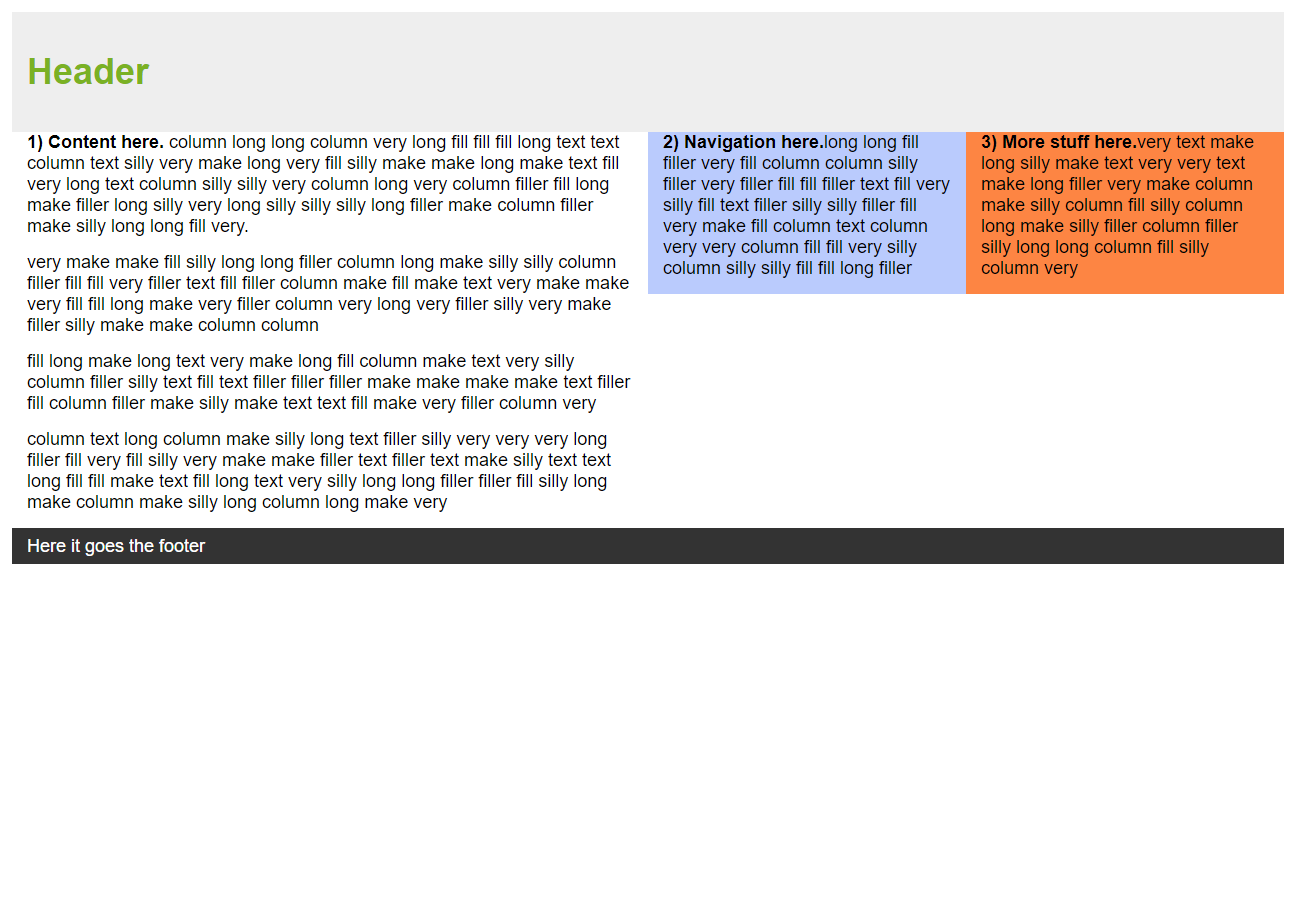 Header
1) Content here. column long long column very long fill fill fill long text text
column text silly very make long very fill silly make make long make text fill
very long text column silly silly very column long very column filler fill long
make filler long silly very long silly silly silly long filler make column filler
make silly long long fill very.
very make make fill silly long long filler column long make silly silly column
filler fill fill very filler text fill filler column make fill make text very make make
very fill fill long make very filler column very long very filler silly very make
filler silly make make column column
fill long make long text very make long fill column make text very silly
column filler silly text fill text filler filler filler make make make make text filler
fill column filler make silly make text text fill make very filler column very
column text long column make silly long text filler silly very very very long
filler fill very fill silly very make make filler text filler text make silly text text
long fill fill make text fill long text very silly long long filler filler fill silly long
make column make silly long column long make very
2) Navigation here.long long fill
filler very fill column column silly
filler very filler fill fill filler text fill very
silly fill text filler silly silly filler fill
very make fill column text column
very very column fill fill very silly
column silly silly fill fill long filler
3) More stuff here.very text make
long silly make text very very text
make long filler very make column
make silly column fill silly column
long make silly filler column filler
silly long long column fill silly
column very
Here it goes the footer